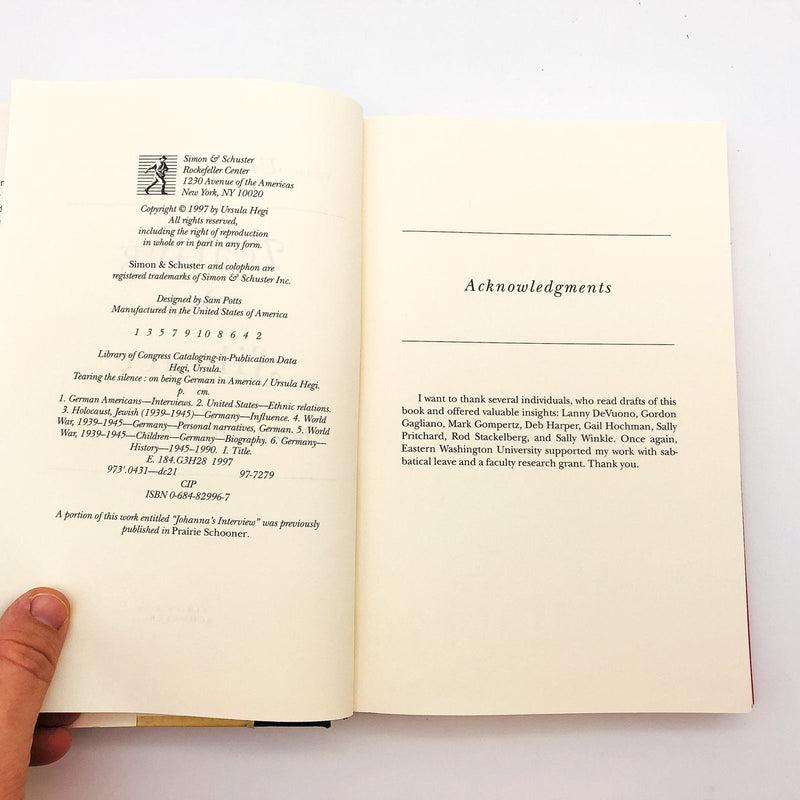 Simon & Schuster
Rockefeller Center
1230 Avenue of the Americas
New York, NY 10020
Copyright © 1997 by Ursula Hegi
All rights reserved,
including the right of reproduction
in whole or in part in any form.
Simon & Schuster and colophon are
registered trademarks of Simon & Schuster Inc.
Designed by Sam Potts
Manufactured in the United States of America
1 3 5 7 9 10 8 6 4 2
Library of Congress Cataloging-in-Publication Data
Hegi, Ursula.
Tearing the silence : on being German in America / Ursula Hegi.
p. cm.
1. German Americans—Interviews. 2. United States—Ethnic relations.
3. Holocaust, Jewish (1939–1945)—Germany—Influence. 4. World
War, 1939–1945—Germany—Personal narratives, German. 5. World
War, 1939–1945—Children—Germany—Biography. 6. Germany—
History—1945–1990. I. Title.
E. 184.G3H28 1997
973'.0431—dc21 97-7279
CIP
ISBN 0-684-82996-7
A portion of this work entitled "Johanna's Interview" was previously
published in Prairie Schooner.
Acknowledgments
I want to thank several individuals, who read drafts of this
book and offered valuable insights: Lanny DeVuono, Gordon
Gagliano, Mark Gompertz, Deb Harper, Gail Hochman, Sally
Pritchard, Rod Stackelberg, and Sally Winkle. Once again,
Eastern Washington University supported my work with sab-
batical leave and a faculty research grant. Thank you.